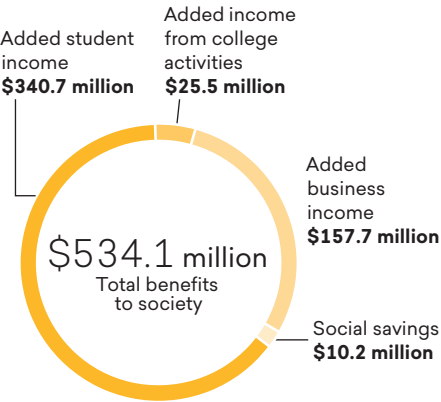 Added student
income
$340.7 million
Added income
from college
activities
$25.5 million
Added
business
income
$157.7 million
$534.1 million
Total benefits
to society
Social savings
$10.2 million